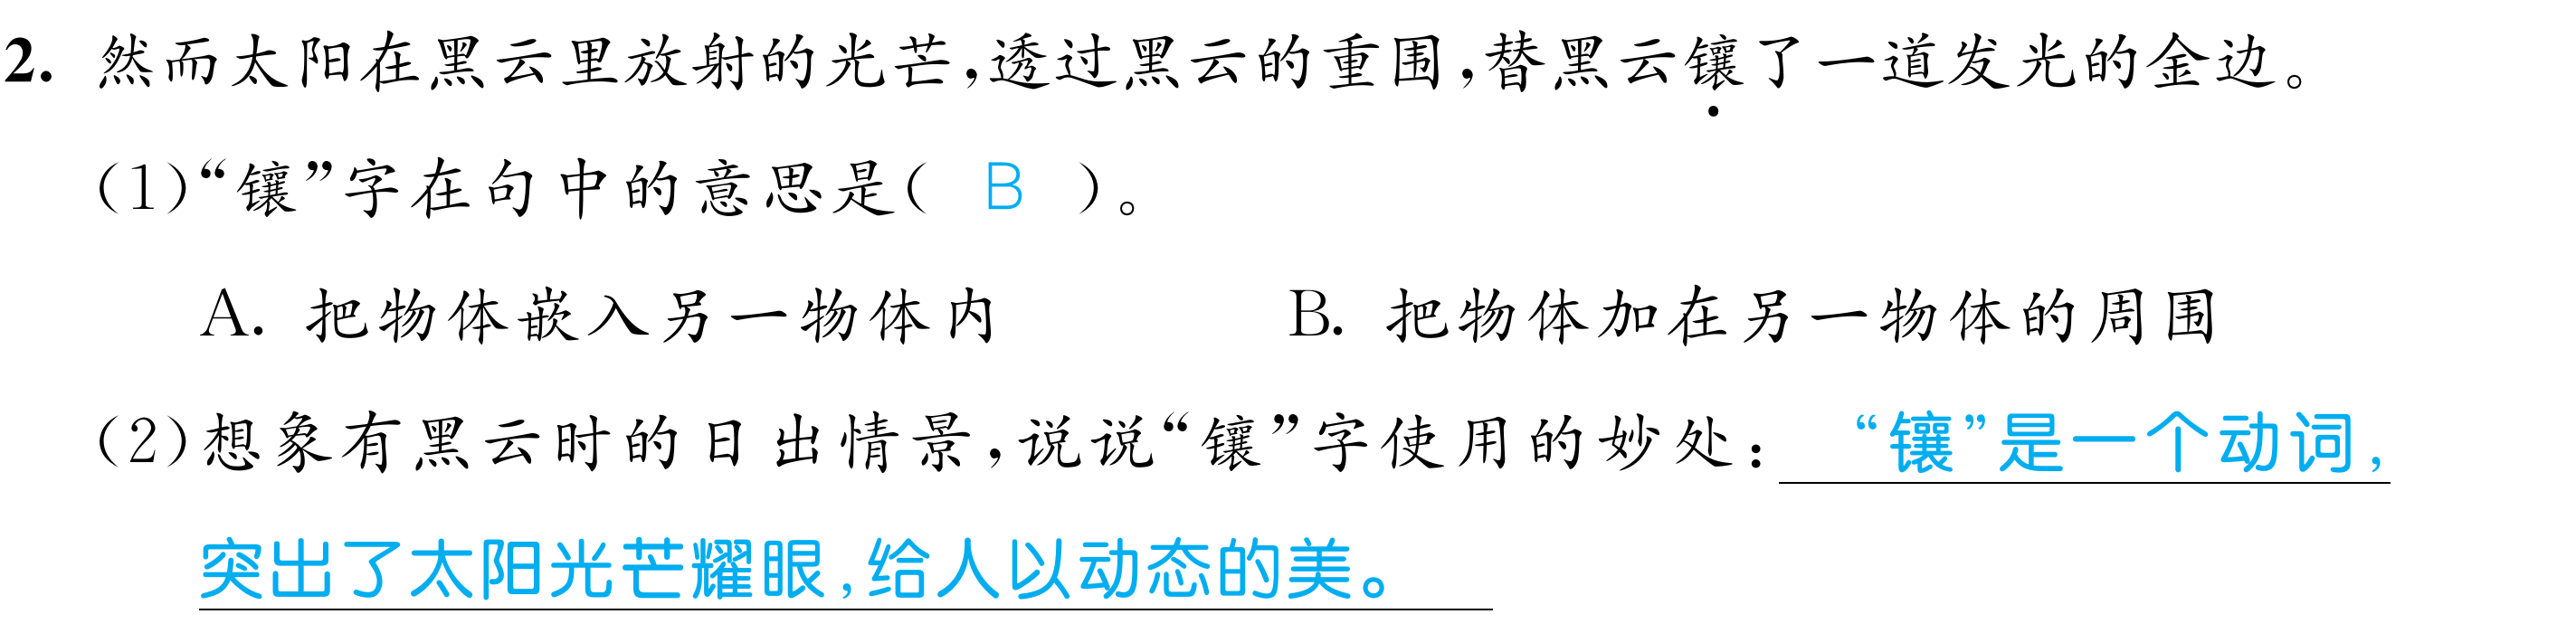 2. 然而太阳在黑云里放射的光芒,透过黑云的重围,替黑云镶了一道发光的金边。
(1)“镶”字在句中的意思是( B )。
A. 把物体嵌入另一物体内 B. 把物体加在另一物体的周围
(2)想象有黑云时的日出情景,说说“镶”字使用的妙处:“镶”是一个动词,
突出了太阳光芒耀眼,给人以动态的美。